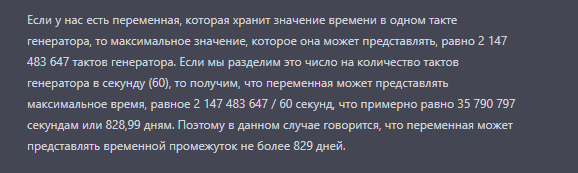 Если у нас есть переменная, которая хранит значение времени в одном такте
генератора, то максимальное значение, которое она может представлять, равно 2 147
483 647 тактов генератора. Если мы разделим это число на количество тактов
генератора в секунду (60), то получим, что переменная может представлять
максимальное время, равное 2 147 483 647 / 60 секунд, что примерно равно 35 790 797
секундам или 828,99 дням. Поэтому в данном случае говорится, что переменная может
представлять временной промежуток не более 829 дней.